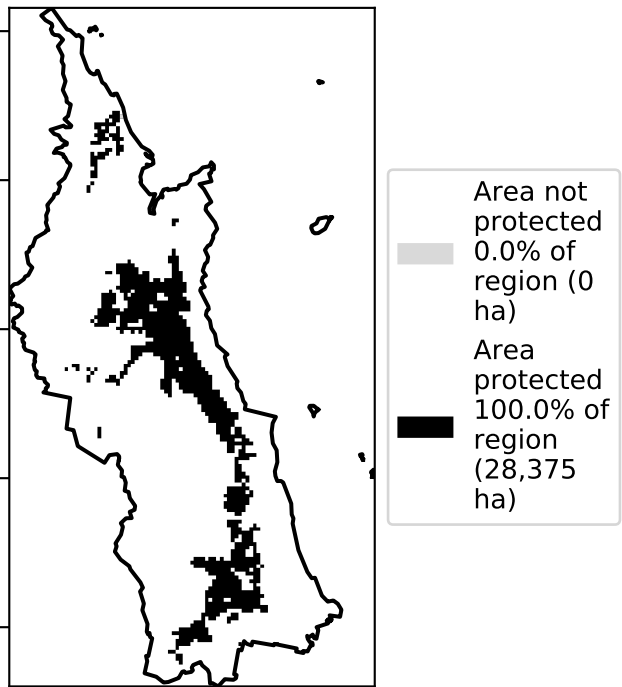 Area not
protected
0.0% of
region (0
ha)
Area
protected
100.0% of
region
(28,375
ha)